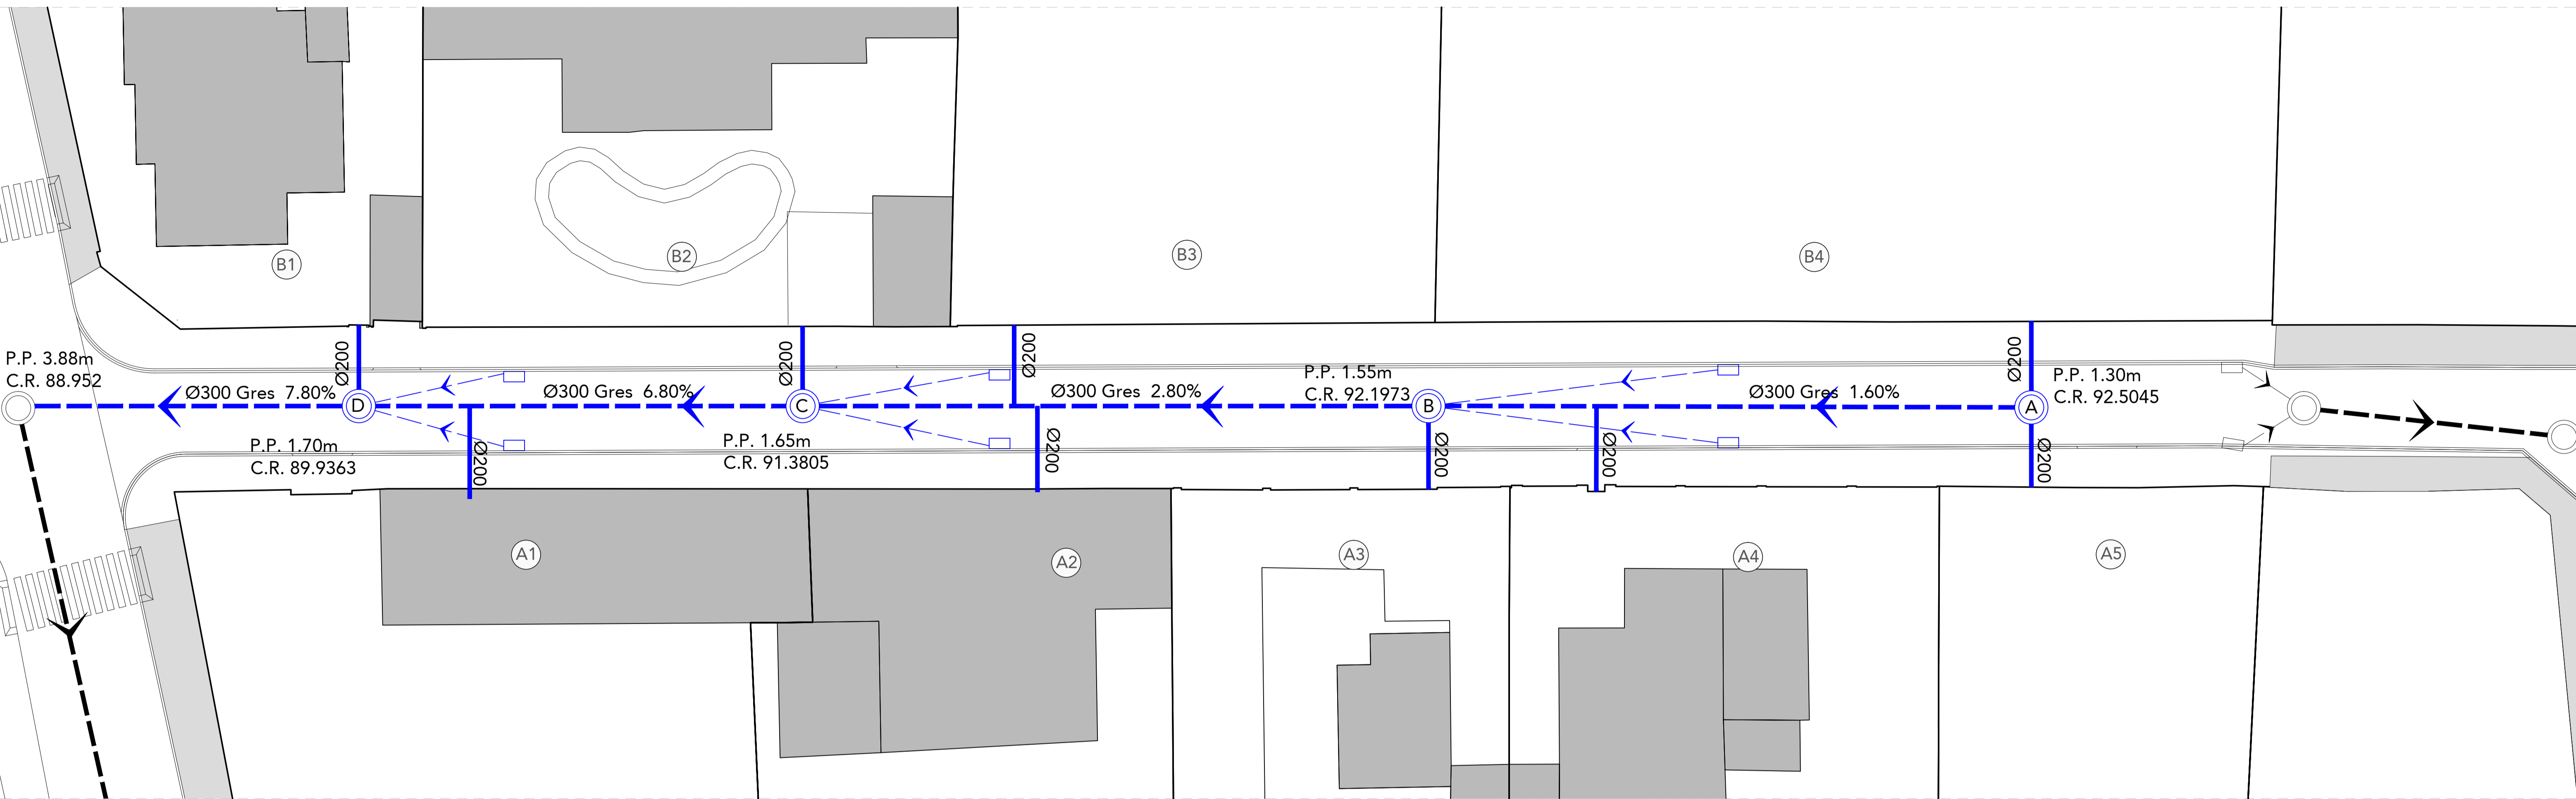 B1
B2
B3
B4
P.P. 3.88m
C.R. 88.952
Ø300 Gres 7.80%
Ø200
D
Ø300 Gres 6.80%
Ø200
C
Ø200
Ø300 Gres 2.80%
P.P. 1.55m
C.R. 92.1973
B
Ø300 Gres 1.60%
Ø200
A
P.P. 1.30m
C.R. 92.5045
P.P. 1.70m
C.R. 89.9363
Ø200
P.P. 1.65m
C.R. 91.3805
Ø200
Ø200
Ø200
Ø200
A1
A2
A3
A4
A5